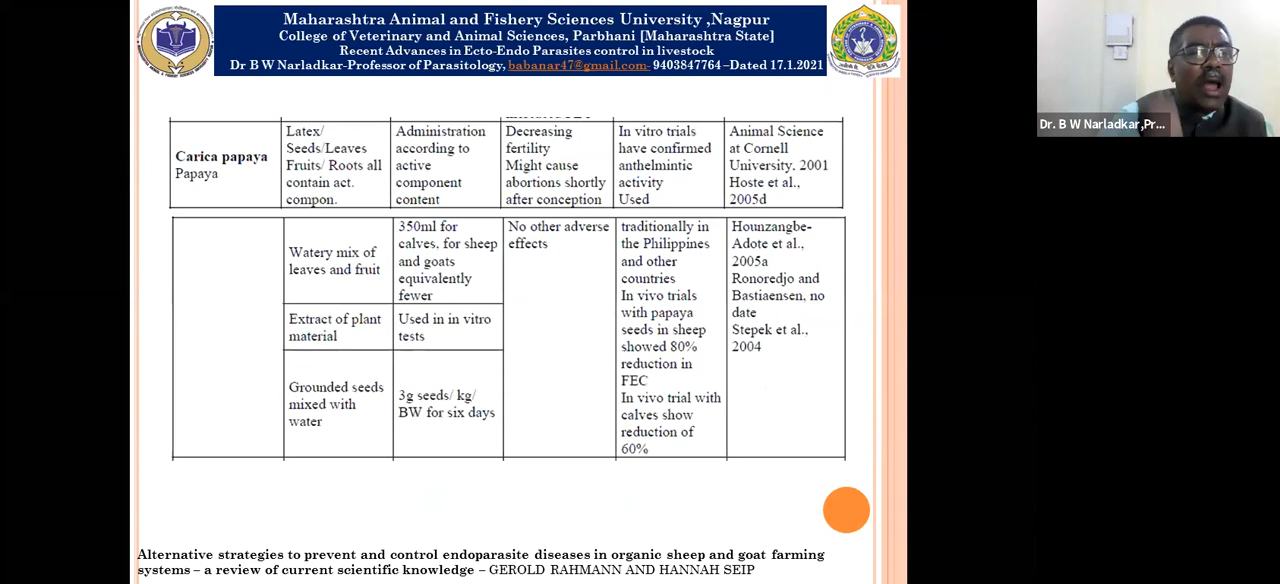 Maharashtra Animal and Fishery Sciences University ,Nagpur
College of Veterinary and Animal Sciences, Parbhani [Maharashtra State]
Recent Advances in Ecto-Endo Parasites control in livestock
Dr B W Narladkar-Professor of Parasitology, babanar47@gmail.com- 9403847764 –Dated 17.1.2021
Dr. B W Narladkar,Pr...
Carica papaya
Papaya
Latex/
Seeds/Leaves
Fruits/ Roots all
contain act.
compon.
Administration
according to
active
component
content
Decreasing
fertility
Might cause
abortions shortly
after conception
In vitro trials
have confirmed
anthelmintic
activity
Used
Animal Science
at Cornell
University, 2001
Hoste et al.,
2005d
Watery mix of
leaves and fruit
350ml for
calves, for sheep
and goats
equivalently
fewer
Extract of plant
material
Used in in vitro
tests
Grounded seeds
mixed with
water
3g seeds/ kg/
BW for six days
No other adverse
effects
traditionally in
the Philippines
and other
countries
In vivo trials
with papaya
seeds in sheep
showed 80%
reduction in
FEC
In vivo trial with
calves show
reduction of
60%
Hounzangbe-
Adote et al.,
2005a
Ronoredjo and
Bastiaensen, no
date
Stepek et al.,
2004
Alternative strategies to prevent and control endoparasite diseases in organic sheep and goat farming
systems – a review of current scientific knowledge – GEROLD RAHMANN AND HANNAH SEIP